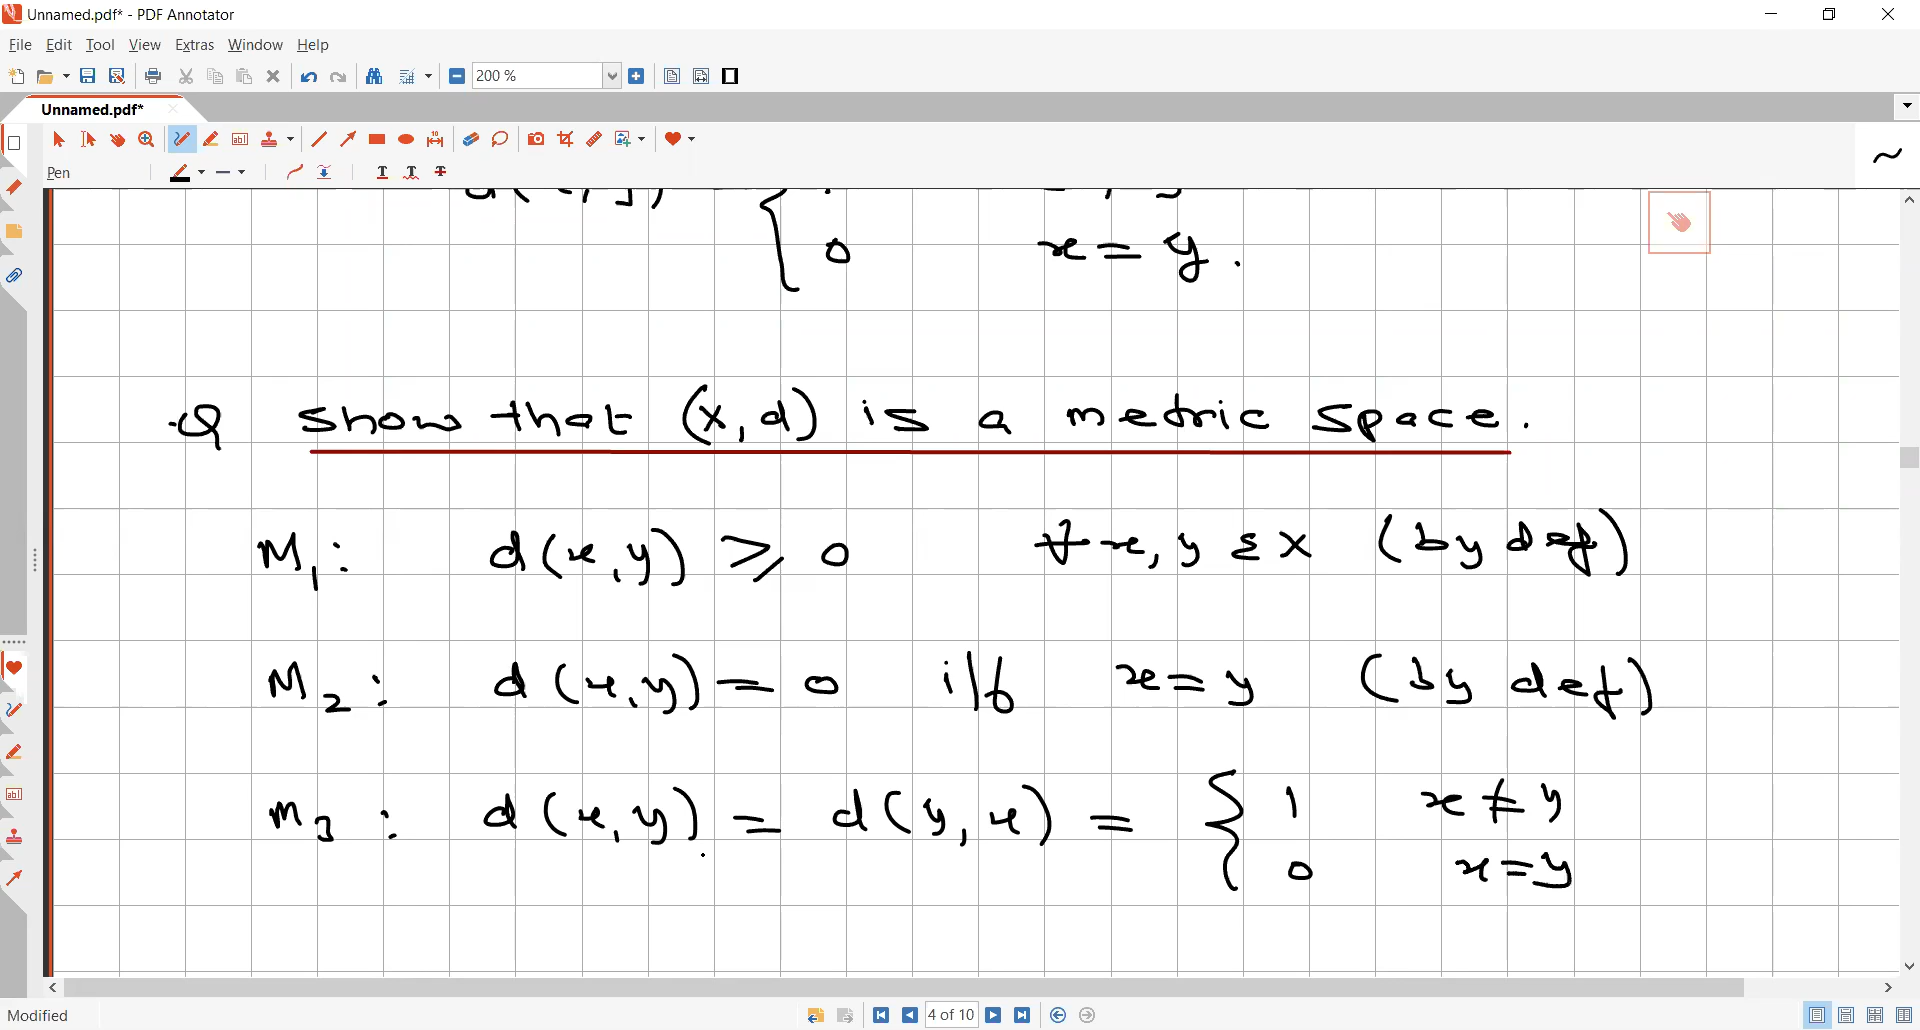 Unnamed.pdf* - PDF Annotator
File Edit Tool View Extras Window Help
200 %
Unnamed.pdf*
Pen
0 x = y .
Q show that (x, d) is a metric space.
M1: d(x,y) ⩾ 0 ∀ x, y ∈ X (by def)
M2: d(x,y) = 0 iff x = y (by def)
M3: d(x,y) = d(y,x) = { 1 x ≠ y
0 x = y
Modified
4 of 10